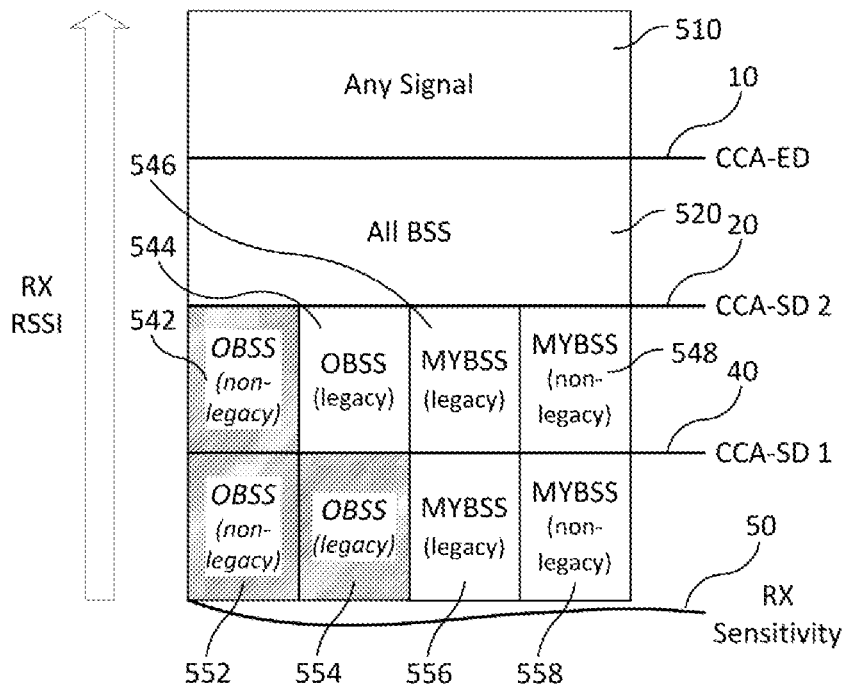 510
Any Signal
10
CCA-ED
546
All BSS
520
20
544
RX
RSSI
CCA-SD 2
542
OBSS
(non-
legacy)
OBSS
(legacy)
MYBSS
(legacy)
MYBSS
(non-
legacy)
548
40
CCA-SD 1
OBSS
(non-
legacy)
OBSS
(legacy)
MYBSS
(legacy)
MYBSS
(non-
legacy)
50
RX
Sensitivity
552
554
556
558